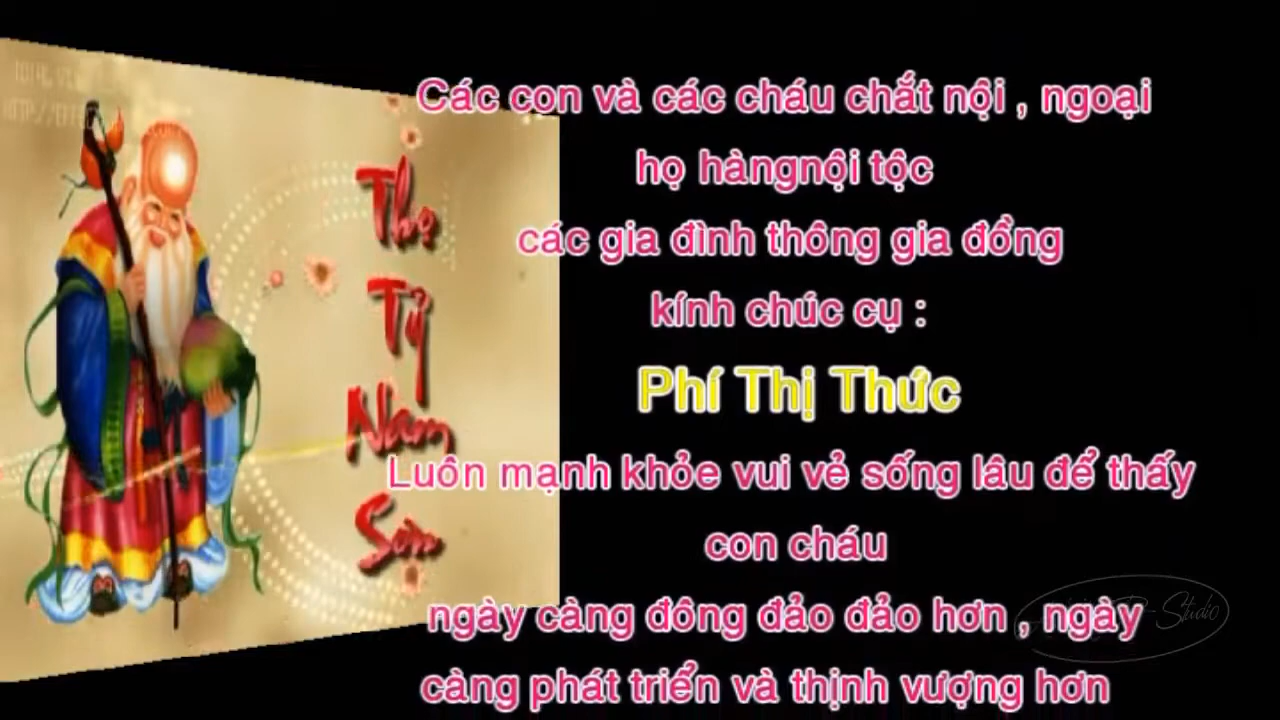 Các con và các cháu chắt nội , ngoại
họ hàngnội tộc
các gia đình thông gia đồng
kính chúc cụ :
Phí Thị Thức
Luôn mạnh khỏe vui vẻ sống lâu để thấy
con cháu
ngày càng đông đảo đảo hơn , ngày
càng phát triển và thịnh vượng hơn
Thọ
Tỷ
Nam
Sơn
Studio